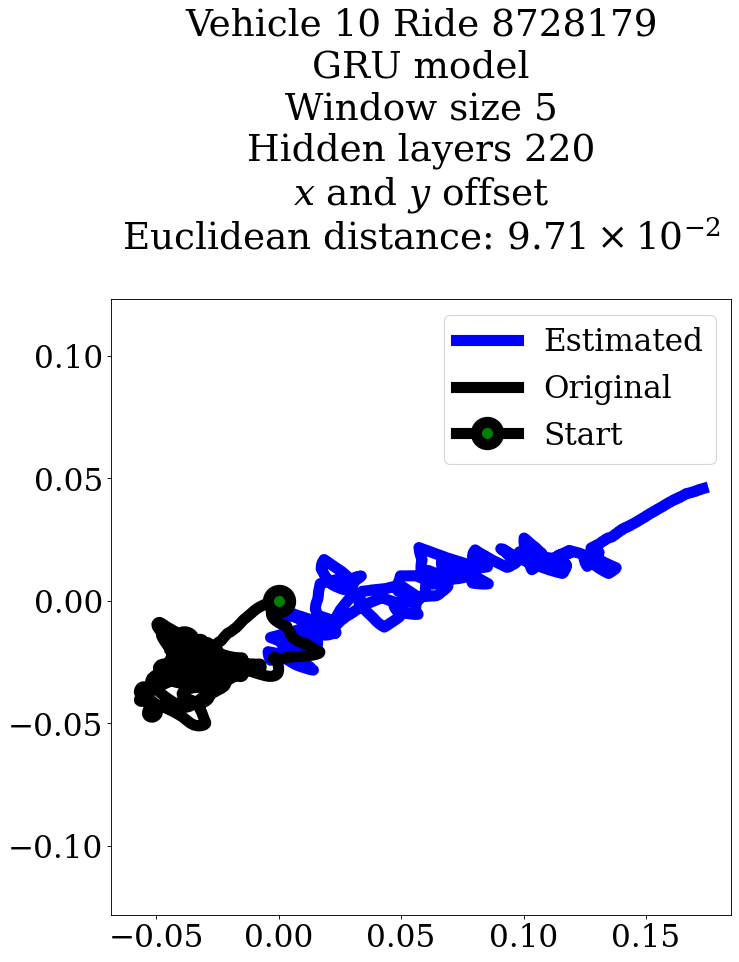 Vehicle 10 Ride 8728179
GRU model
Window size 5
Hidden layers 220
x and y offset
Euclidean distance: 9.71 × 10⁻²
Estimated
Original
Start
0.10
0.05
0.00
−0.05
−0.10
−0.05 0.00 0.05 0.10 0.15